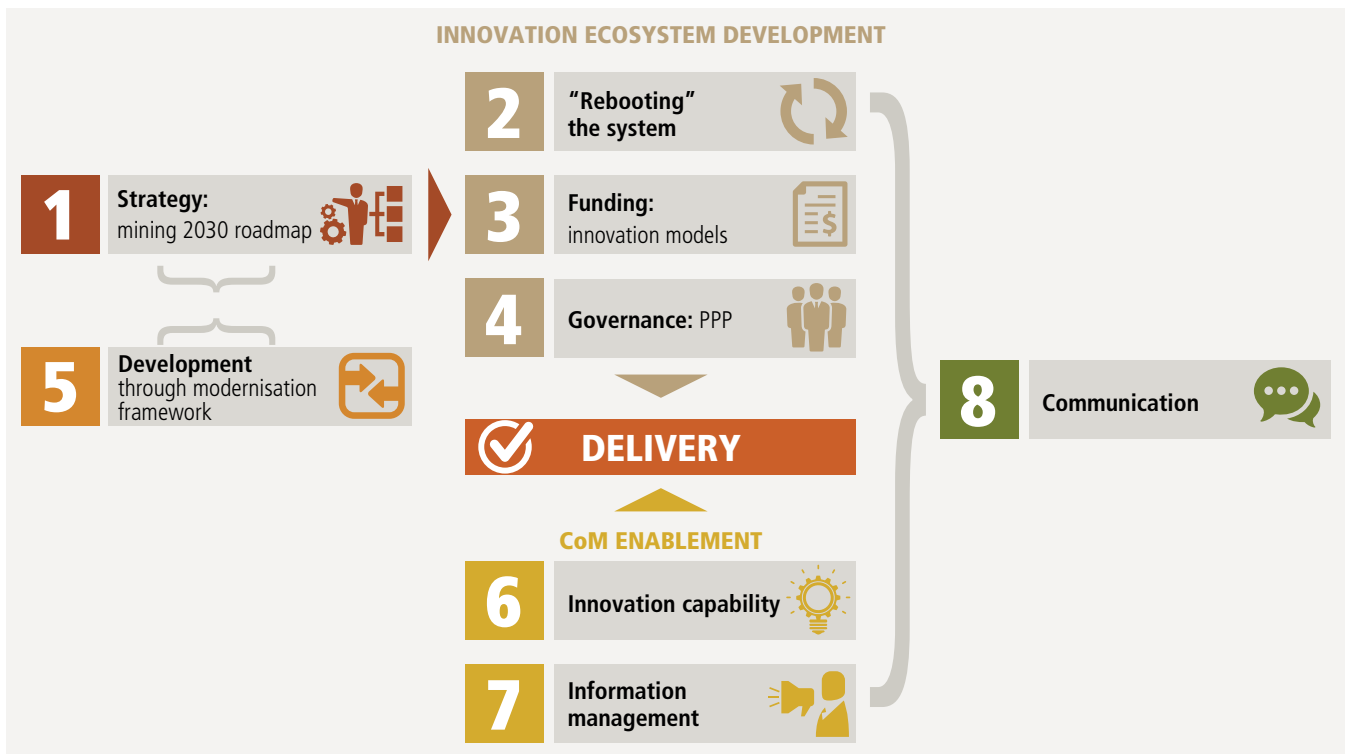 INNOVATION ECOSYSTEM DEVELOPMENT
1
Strategy:
mining 2030 roadmap
5
Development
through modernisation
framework
2
“Rebooting”
the system
3
Funding:
innovation models
$
4
Governance: PPP
DELIVERY
CoM ENABLEMENT
6
Innovation capability
7
Information
management
8
Communication